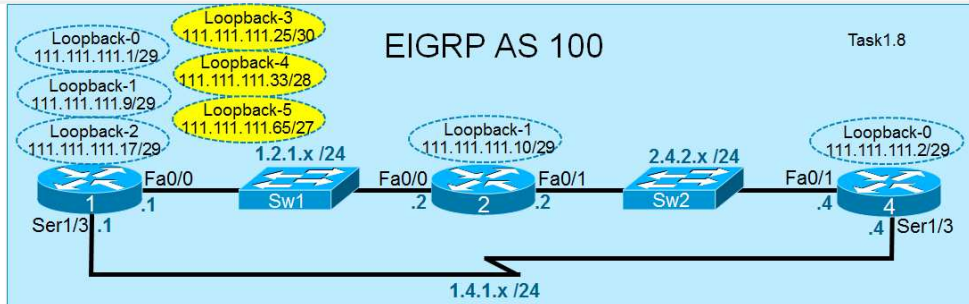 EIGRP AS 100
Task1.8
Loopback-0
111.111.111.1/29
Loopback-1
111.111.111.9/29
Loopback-2
111.111.111.17/29
Loopback-3
111.111.111.25/30
Loopback-4
111.111.111.33/28
Loopback-5
111.111.111.65/27
Loopback-1
111.111.111.10/29
Loopback-0
111.111.111.2/29
1.2.1.x /24
2.4.2.x /24
1
Fa0/0
.1
Sw1
Fa0/0
.2
2
Fa0/1
.2
Sw2
Fa0/1
.4
4
Ser1/3
.1
.4
Ser1/3
1.4.1.x /24